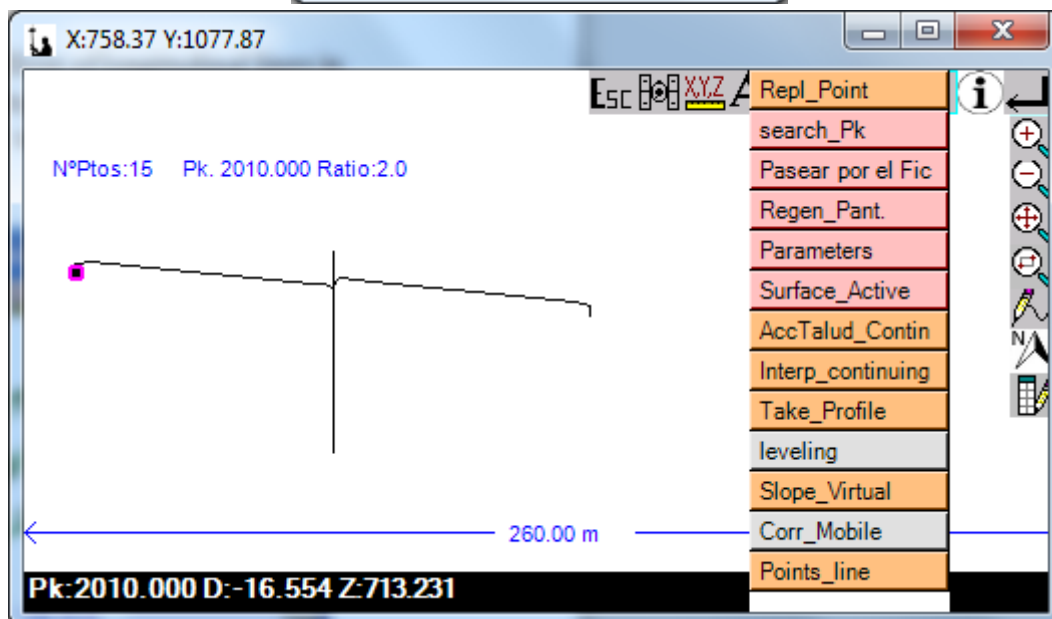 X:758.37 Y:1077.87
Esc X,Y,Z A
NºPtos:15 Pk. 2010.000 Ratio:2.0
Repl_Point
search_Pk
Pasear por el Fic
Regen_Pant.
Parameters
Surface_Active
AccTalud_Contin
Interp_continuing
Take_Profile
leveling
Slope_Virtual
Corr_Mobile
Points_line
i
N
260.00 m
Pk:2010.000 D:-16.554 Z:713.231